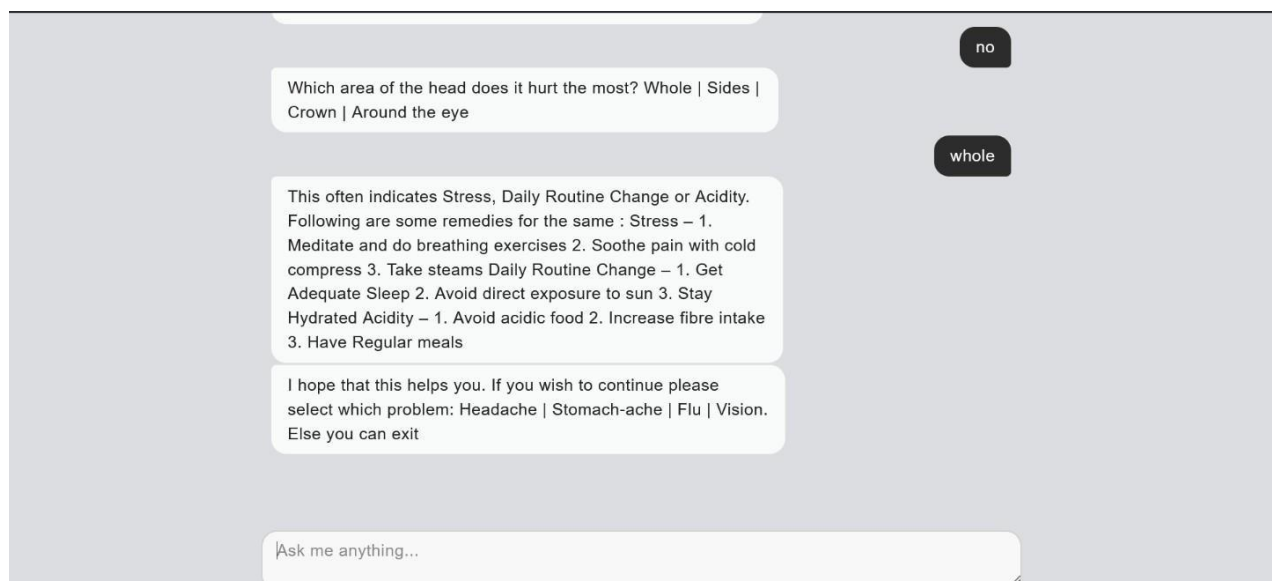 no
Which area of the head does it hurt the most? Whole | Sides |
Crown | Around the eye
whole
This often indicates Stress, Daily Routine Change or Acidity.
Following are some remedies for the same : Stress – 1.
Meditate and do breathing exercises 2. Soothe pain with cold
compress 3. Take steams Daily Routine Change – 1. Get
Adequate Sleep 2. Avoid direct exposure to sun 3. Stay
Hydrated Acidity – 1. Avoid acidic food 2. Increase fibre intake
3. Have Regular meals
I hope that this helps you. If you wish to continue please
select which problem: Headache | Stomach-ache | Flu | Vision.
Else you can exit
Ask me anything...